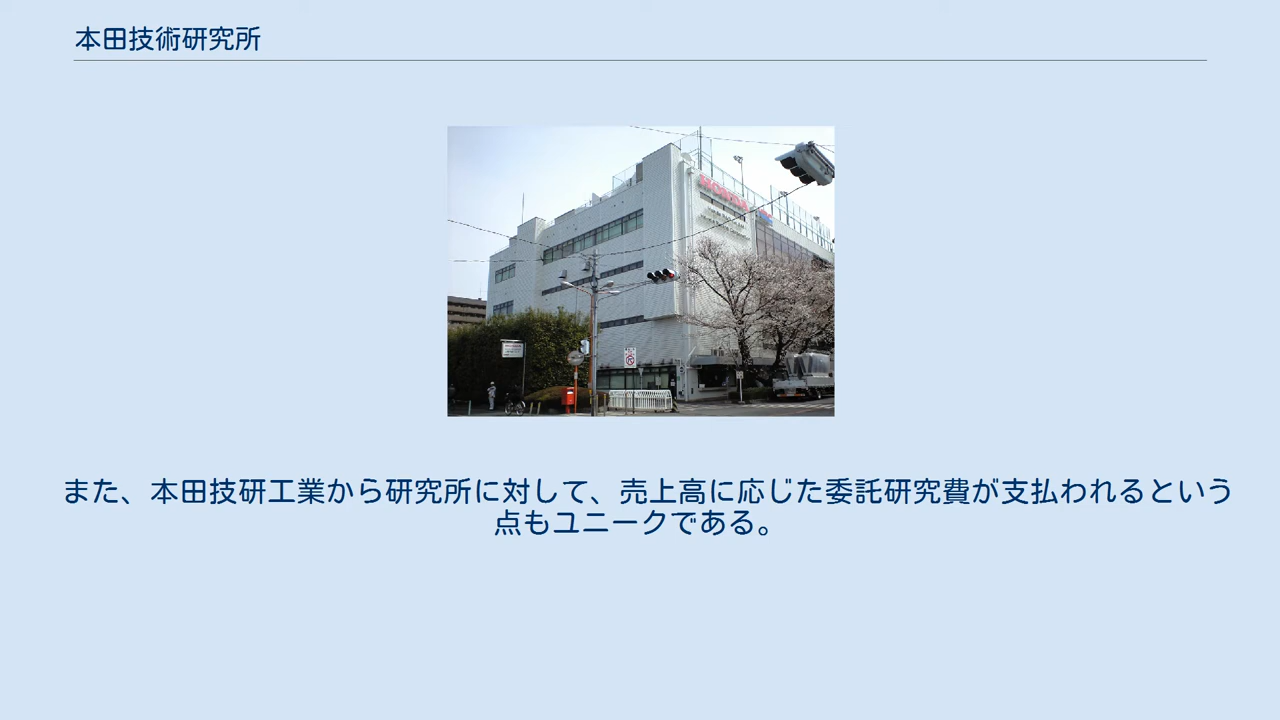 本田技術研究所
HONDA
また、本田技研工業から研究所に対して、売上高に応じた委託研究費が支払われるという
点もユニークである。